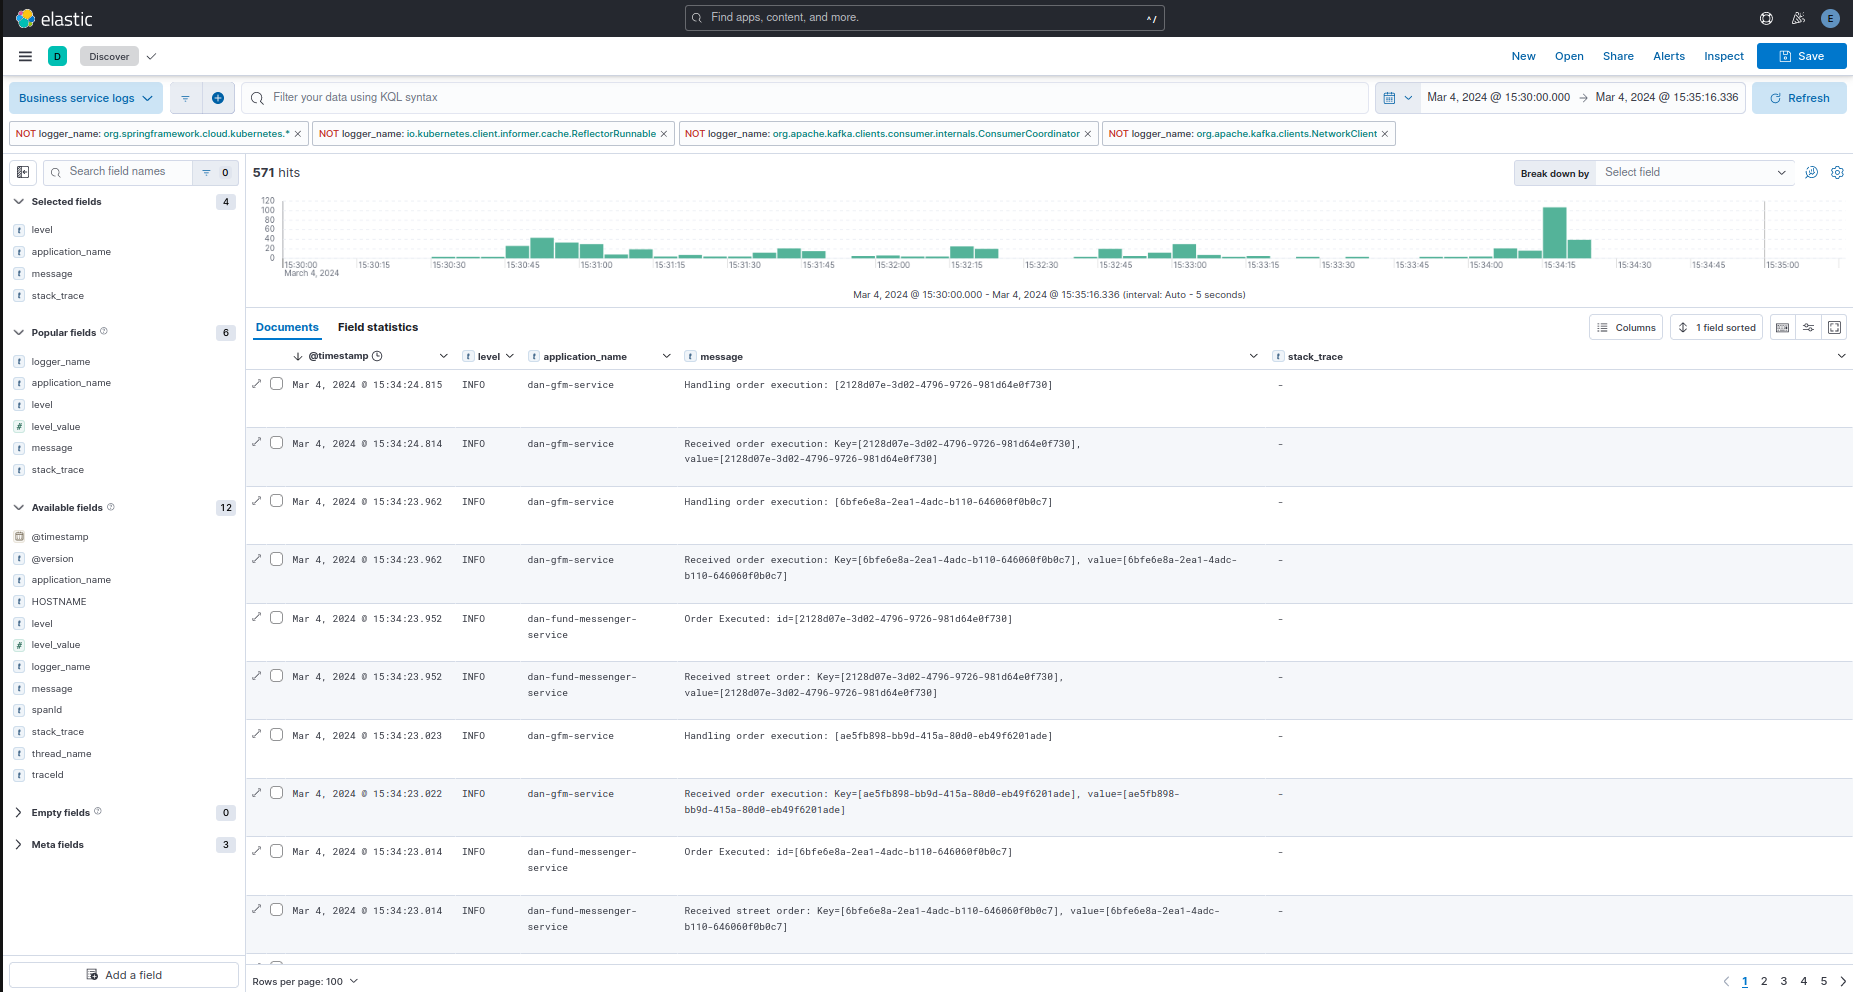 elastic
Find apps, content, and more.
^/
E
D
Discover
New
Open
Share
Alerts
Inspect
Save
Business service logs
Filter your data using KQL syntax
Mar 4, 2024 @ 15:30:00.000 → Mar 4, 2024 @ 15:35:16.336
Refresh
NOT logger_name: org.springframework.cloud.kubernetes.* ×
NOT logger_name: io.kubernetes.client.informer.cache.ReflectorRunnable ×
NOT logger_name: org.apache.kafka.clients.consumer.internals.ConsumerCoordinator ×
NOT logger_name: org.apache.kafka.clients.NetworkClient ×
Search field names
0
Selected fields 4
t level
t application_name
t message
t stack_trace
Popular fields 6
t logger_name
t application_name
t level
# level_value
t message
t stack_trace
Available fields 12
@timestamp
t @version
t application_name
t HOSTNAME
t level
# level_value
t logger_name
t message
t spanId
t stack_trace
t thread_name
t traceId
Empty fields 0
Meta fields 3
Add a field
571 hits
Break down by Select field
120
100
80
60
40
20
0
15:30:00 15:30:15 15:30:30 15:30:45 15:31:00 15:31:15 15:31:30 15:31:45 15:32:00 15:32:15 15:32:30 15:32:45 15:33:00 15:33:15 15:33:30 15:33:45 15:34:00 15:34:15 15:34:30 15:34:45 15:35:00
March 4, 2024
Mar 4, 2024 @ 15:30:00.000 - Mar 4, 2024 @ 15:35:16.336 (interval: Auto - 5 seconds)
Documents
Field statistics
Columns
1 field sorted
@timestamp t level t application_name t message t stack_trace
Mar 4, 2024 @ 15:34:24.815 INFO dan-gfm-service Handling order execution: [2128d07e-3d02-4796-9726-981d64e0f730] -
Mar 4, 2024 @ 15:34:24.814 INFO dan-gfm-service Received order execution: Key=[2128d07e-3d02-4796-9726-981d64e0f730], -
value=[2128d07e-3d02-4796-9726-981d64e0f730]
Mar 4, 2024 @ 15:34:23.962 INFO dan-gfm-service Handling order execution: [6bfe6e8a-2ea1-4adc-b110-646060f0b0c7] -
Mar 4, 2024 @ 15:34:23.962 INFO dan-gfm-service Received order execution: Key=[6bfe6e8a-2ea1-4adc-b110-646060f0b0c7], value=[6bfe6e8a-2ea1-4adc- -
b110-646060f0b0c7]
Mar 4, 2024 @ 15:34:23.952 INFO dan-fund-messenger- Order Executed: id=[2128d07e-3d02-4796-9726-981d64e0f730] -
service
Mar 4, 2024 @ 15:34:23.952 INFO dan-fund-messenger- Received street order: Key=[2128d07e-3d02-4796-9726-981d64e0f730], -
service value=[2128d07e-3d02-4796-9726-981d64e0f730]
Mar 4, 2024 @ 15:34:23.023 INFO dan-gfm-service Handling order execution: [ae5fb898-bb9d-415a-80d0-eb49f6201ade] -
Mar 4, 2024 @ 15:34:23.022 INFO dan-gfm-service Received order execution: Key=[ae5fb898-bb9d-415a-80d0-eb49f6201ade], value=[ae5fb898- -
bb9d-415a-80d0-eb49f6201ade]
Mar 4, 2024 @ 15:34:23.014 INFO dan-fund-messenger- Order Executed: id=[6bfe6e8a-2ea1-4adc-b110-646060f0b0c7] -
service
Mar 4, 2024 @ 15:34:23.014 INFO dan-fund-messenger- Received street order: Key=[6bfe6e8a-2ea1-4adc-b110-646060f0b0c7], value=[6bfe6e8a-2ea1-4adc- -
service b110-646060f0b0c7]
Rows per page: 100
1 2 3 4 5